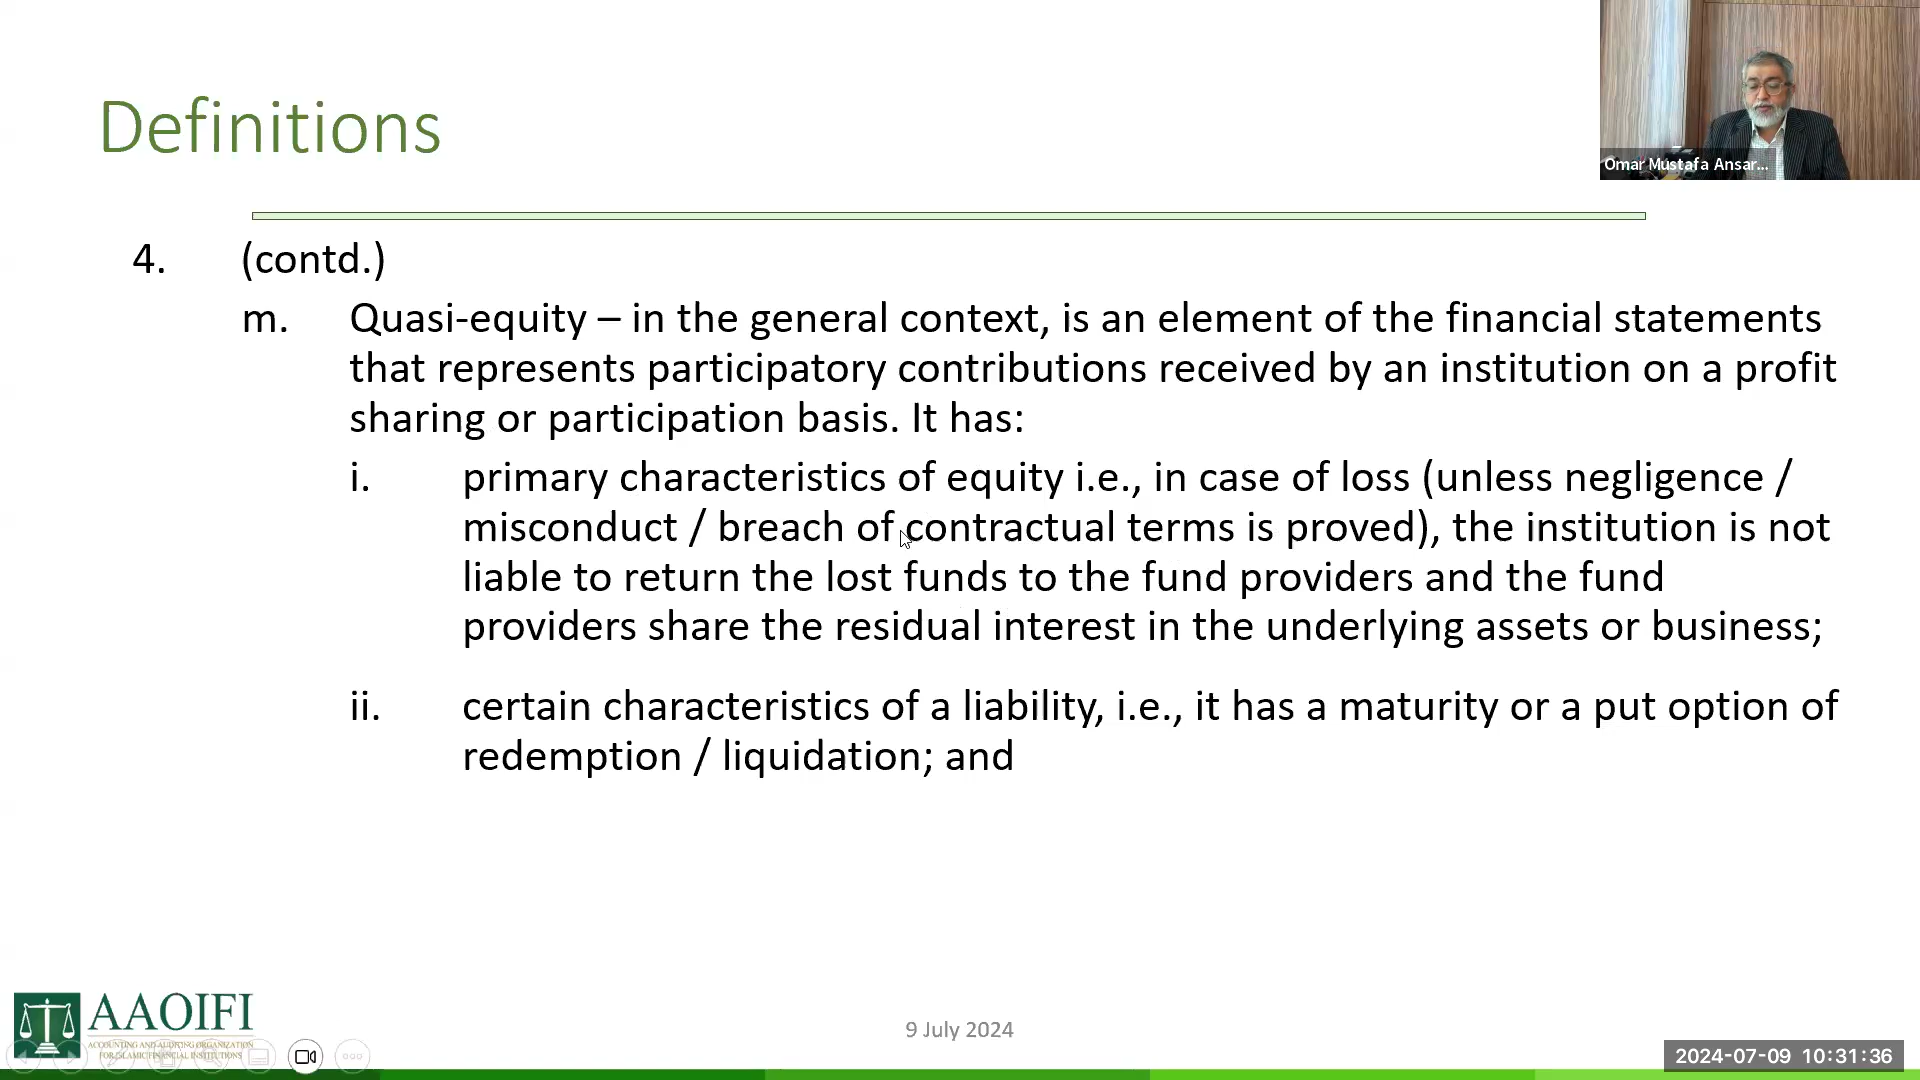 Omar Mustafa Ansar...
Definitions
4. (contd.)
m. Quasi-equity – in the general context, is an element of the financial statements
that represents participatory contributions received by an institution on a profit
sharing or participation basis. It has:
i. primary characteristics of equity i.e., in case of loss (unless negligence /
misconduct / breach of contractual terms is proved), the institution is not
liable to return the lost funds to the fund providers and the fund
providers share the residual interest in the underlying assets or business;
ii. certain characteristics of a liability, i.e., it has a maturity or a put option of
redemption / liquidation; and
AAOIFI
ACCOUNTING AND AUDITING ORGANIZATION
FOR ISLAMIC FINANCIAL INSTITUTIONS
9 July 2024
2024-07-09 10:31:36